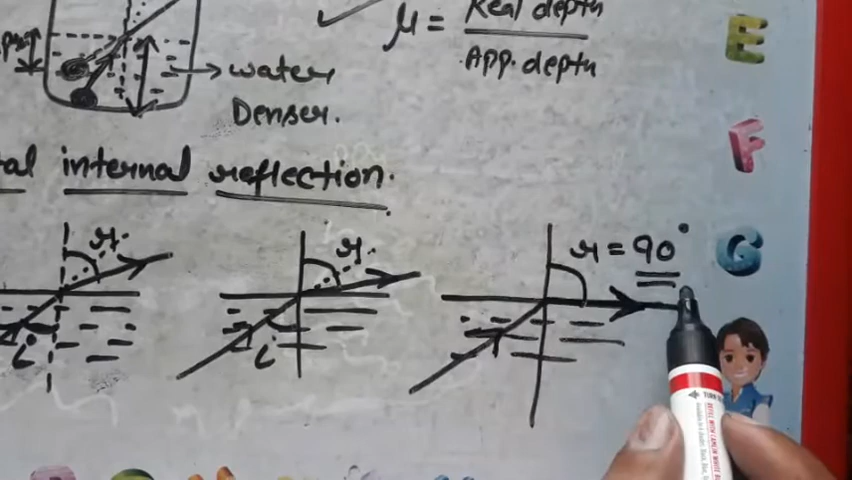 μ = Real depth
App. depth
water
Denser.
internal reflection.
r
i
r
i
r = 90°
E
F
G